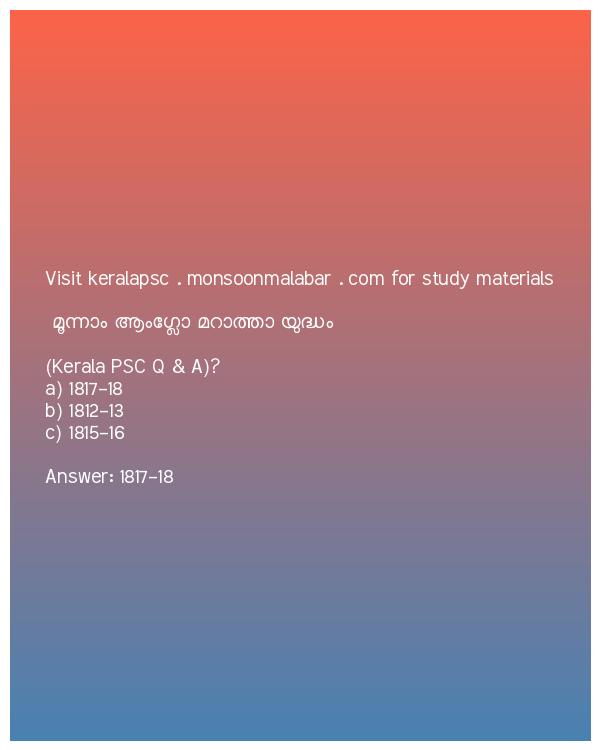 Visit keralapsc . monsoonmalabar . com for study materials
മൂന്നാം ആംഗ്ലോ മറാത്താ യുദ്ധം
(Kerala PSC Q & A)?
a) 1817-18
b) 1812-13
c) 1815-16
Answer: 1817-18